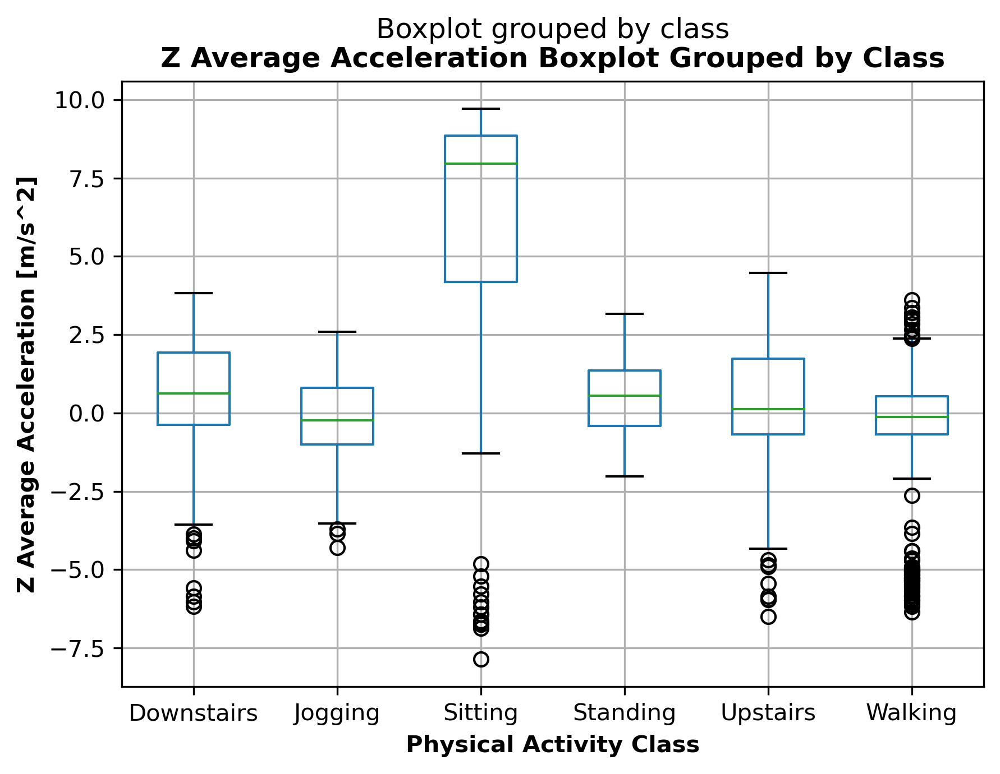 Boxplot grouped by class
Z Average Acceleration Boxplot Grouped by Class
Z Average Acceleration [m/s^2]
10.0
7.5
5.0
2.5
0.0
−2.5
−5.0
−7.5
Downstairs Jogging Sitting Standing Upstairs Walking
Physical Activity Class